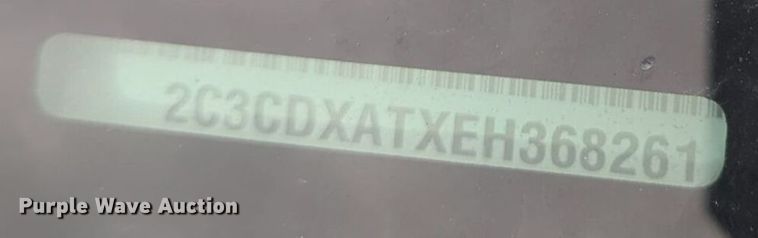 2C3CDXATXEH368261
Purple Wave Auction